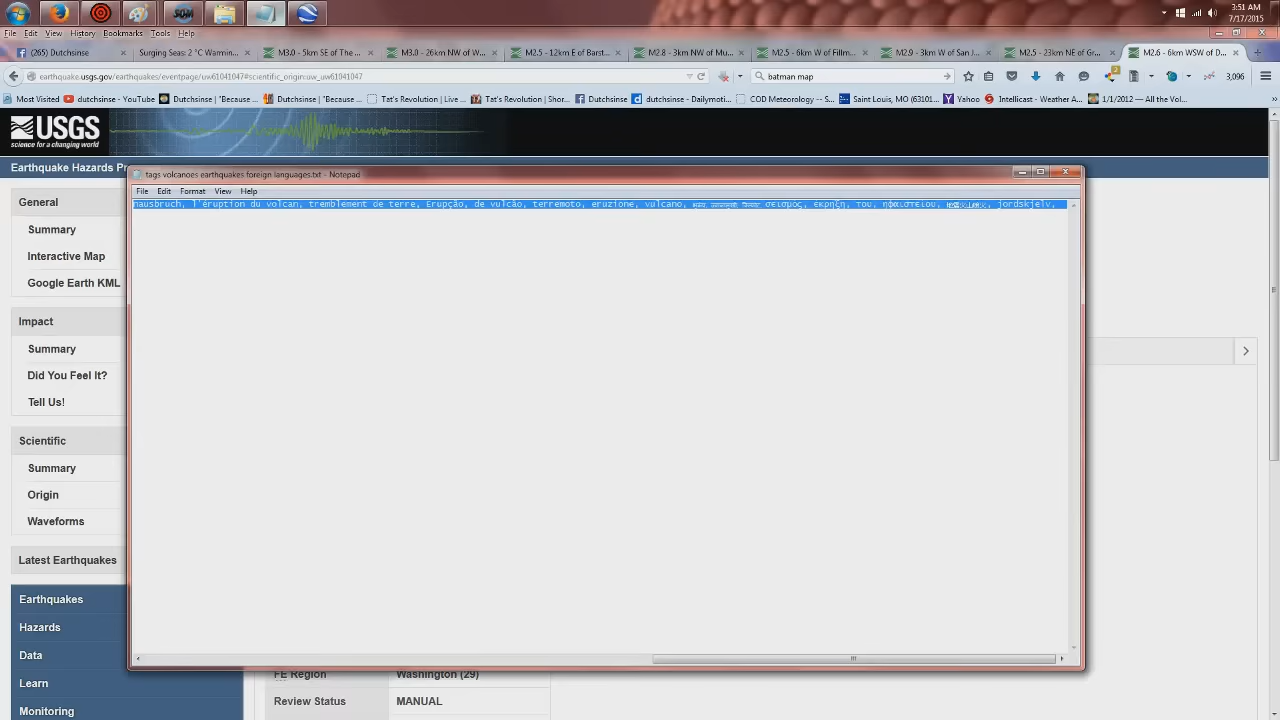 3:51 AM
7/17/2015
File Edit View History Bookmarks Tools Help
(265) Dutchsinse
Surging Seas: 2 °C Warmin...
M3.0 - 5km SE of The ...
M3.0 - 26km NW of W...
M2.5 - 12km E of Barst...
M2.8 - 3km NW of Mu...
M2.5 - 6km W of Fillm...
M2.9 - 3km W of San J...
M2.5 - 23km NE of Gr...
M2.6 - 6km WSW of D...
earthquake.usgs.gov/earthquakes/eventpage/uw61041047#scientific_origin:uw_uw61041047
batman map
2
3,096
Most Visited
dutchsinse - YouTube
Dutchsinse | "Because ...
Dutchsinse | "Because ...
Tat's Revolution | Live ...
Tat's Revolution | Shor...
Dutchsinse
dutchsinse - Dailymoti...
COD Meteorology -- S...
Saint Louis, MO (63101...
Yahoo
Intellicast - Weather A...
1/1/2012 — All the Vol...
USGS
science for a changing world
Earthquake Hazards Pr
tags volcanoes earthquakes foreign languages.txt - Notepad
File Edit Format View Help
nausbruch, l'éruption du volcan, tremblement de terre, Erupção, de vulcão, terremoto, eruzione, vulcano, σεισμός, έκρηξη, του, ηφαιστείου, jordskjelv,
General
Summary
Interactive Map
Google Earth KML
Impact
Summary
Did You Feel It?
Tell Us!
Scientific
Summary
Origin
Waveforms
Latest Earthquakes
Earthquakes
Hazards
Data
Learn
Monitoring
FE Region Washington (29)
Review Status MANUAL